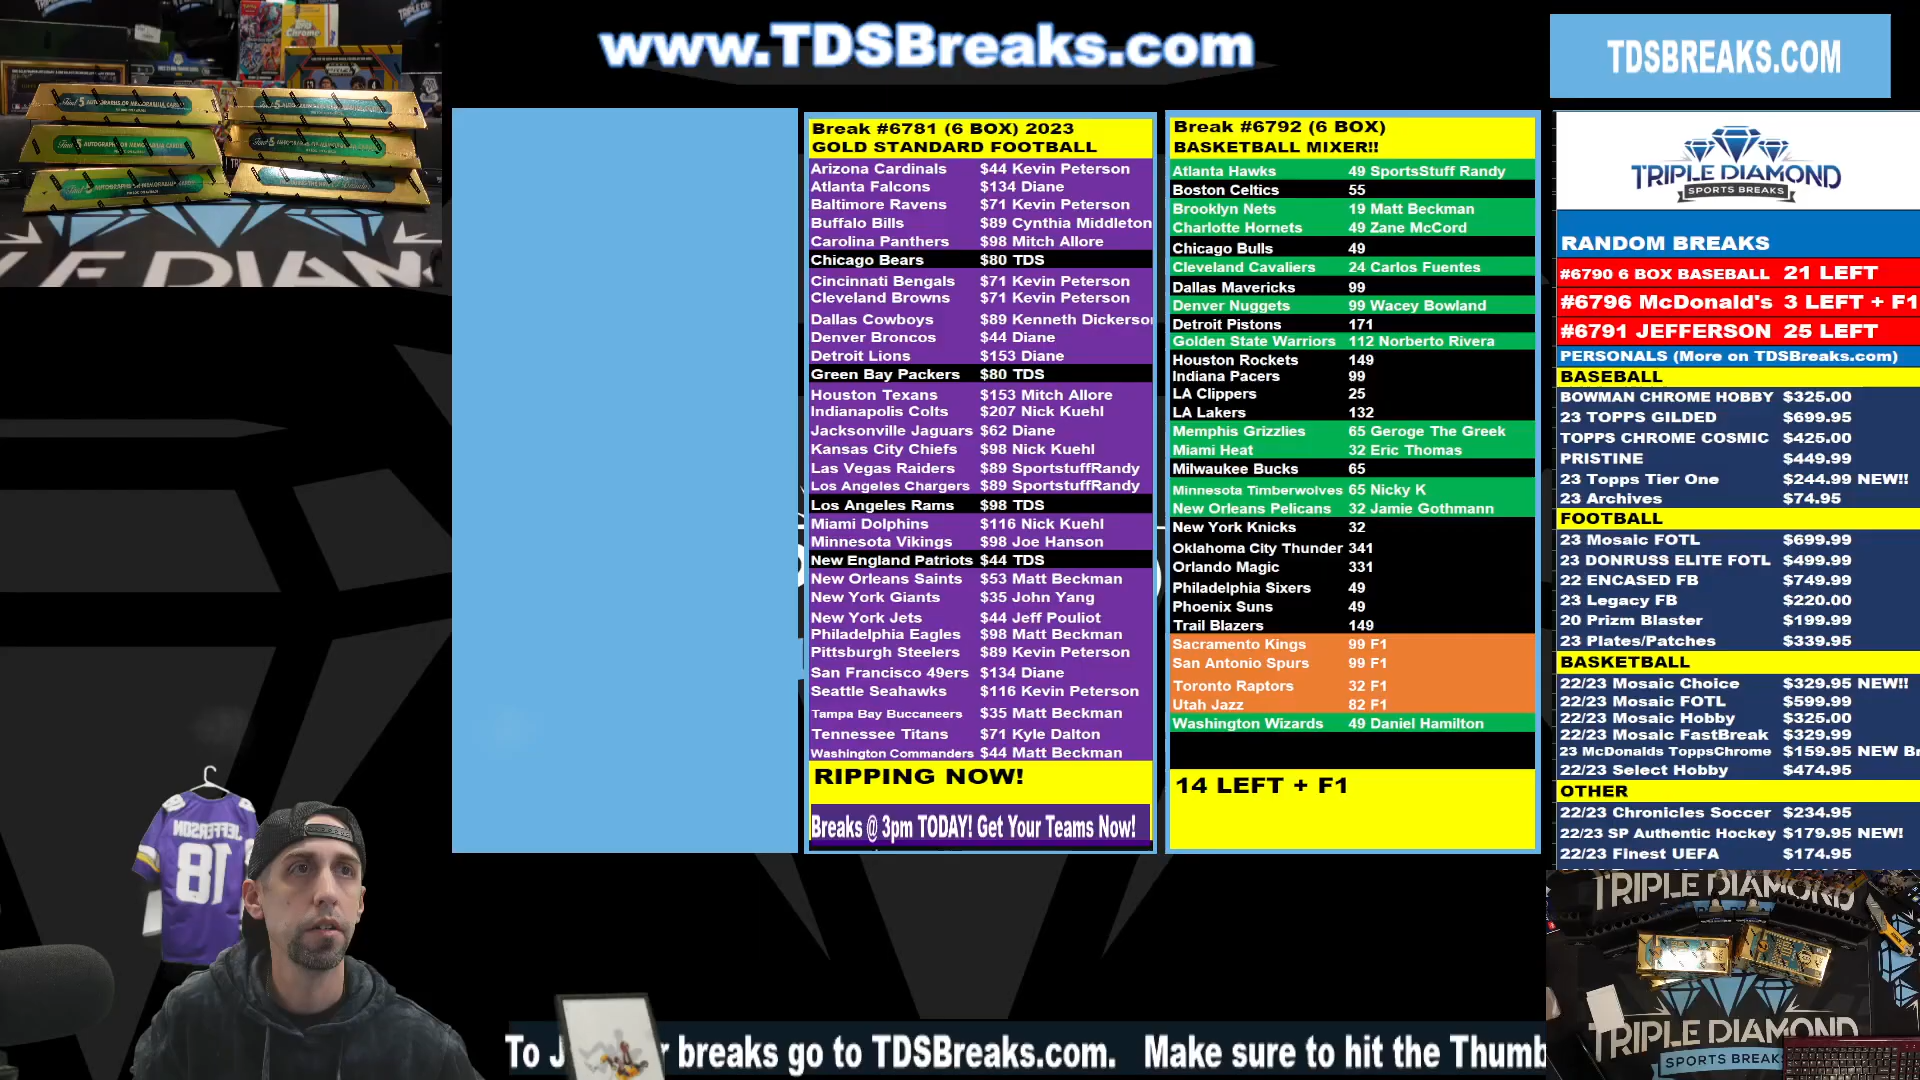 www.TDSBreaks.com
TDSBREAKS.COM
Find 5 AUTOGRAPHS OR MEMORABILIA CARDS
5 AUTOGRAPHS OR MEMORABILIA CARDS
Break #6781 (6 BOX) 2023
GOLD STANDARD FOOTBALL
Arizona Cardinals $44 Kevin Peterson
Atlanta Falcons $134 Diane
Baltimore Ravens $71 Kevin Peterson
Buffalo Bills $89 Cynthia Middleton
Carolina Panthers $98 Mitch Allore
Chicago Bears $80 TDS
Cincinnati Bengals $71 Kevin Peterson
Cleveland Browns $71 Kevin Peterson
Dallas Cowboys $89 Kenneth Dickerson
Denver Broncos $44 Diane
Detroit Lions $153 Diane
Green Bay Packers $80 TDS
Houston Texans $153 Mitch Allore
Indianapolis Colts $207 Nick Kuehl
Jacksonville Jaguars $62 Diane
Kansas City Chiefs $98 Nick Kuehl
Las Vegas Raiders $89 SportstuffRandy
Los Angeles Chargers $89 SportstuffRandy
Los Angeles Rams $98 TDS
Miami Dolphins $116 Nick Kuehl
Minnesota Vikings $98 Joe Hanson
New England Patriots $44 TDS
New Orleans Saints $53 Matt Beckman
New York Giants $35 John Yang
New York Jets $44 Jeff Pouliot
Philadelphia Eagles $98 Matt Beckman
Pittsburgh Steelers $89 Kevin Peterson
San Francisco 49ers $134 Diane
Seattle Seahawks $116 Kevin Peterson
Tampa Bay Buccaneers $35 Matt Beckman
Tennessee Titans $71 Kyle Dalton
Washington Commanders $44 Matt Beckman
RIPPING NOW!
Breaks @ 3pm TODAY! Get Your Teams Now!
Break #6792 (6 BOX)
BASKETBALL MIXER!!
Atlanta Hawks 49 SportsStuff Randy
Boston Celtics 55
Brooklyn Nets 19 Matt Beckman
Charlotte Hornets 49 Zane McCord
Chicago Bulls 49
Cleveland Cavaliers 24 Carlos Fuentes
Dallas Mavericks 99
Denver Nuggets 99 Wacey Bowland
Detroit Pistons 171
Golden State Warriors 112 Norberto Rivera
Houston Rockets 149
Indiana Pacers 99
LA Clippers 25
LA Lakers 132
Memphis Grizzlies 65 Geroge The Greek
Miami Heat 32 Eric Thomas
Milwaukee Bucks 65
Minnesota Timberwolves 65 Nicky K
New Orleans Pelicans 32 Jamie Gothmann
New York Knicks 32
Oklahoma City Thunder 341
Orlando Magic 331
Philadelphia Sixers 49
Phoenix Suns 49
Trail Blazers 149
Sacramento Kings 99 F1
San Antonio Spurs 99 F1
Toronto Raptors 32 F1
Utah Jazz 82 F1
Washington Wizards 49 Daniel Hamilton
14 LEFT + F1
TRIPLE DIAMOND
SPORTS BREAKS
RANDOM BREAKS
#6790 6 BOX BASEBALL 21 LEFT
#6796 McDonald's 3 LEFT + F1
#6791 JEFFERSON 25 LEFT
PERSONALS (More on TDSBreaks.com)
BASEBALL
BOWMAN CHROME HOBBY $325.00
23 TOPPS GILDED $699.95
TOPPS CHROME COSMIC $425.00
PRISTINE $449.99
23 Topps Tier One $244.99 NEW!!
23 Archives $74.95
FOOTBALL
23 Mosaic FOTL $699.99
23 DONRUSS ELITE FOTL $499.99
22 ENCASED FB $749.99
23 Legacy FB $220.00
20 Prizm Blaster $199.99
23 Plates/Patches $339.95
BASKETBALL
22/23 Mosaic Choice $329.95 NEW!!
22/23 Mosaic FOTL $599.99
22/23 Mosaic Hobby $325.00
22/23 Mosaic FastBreak $329.99
23 McDonalds ToppsChrome $159.95 NEW Br
22/23 Select Hobby $474.95
OTHER
22/23 Chronicles Soccer $234.95
22/23 SP Authentic Hockey $179.95 NEW!
22/23 Finest UEFA $174.95
TRIPLE DIAMOND
TRIPLE DIAMOND
SPORTS BREAKS
JEFFERSON
18
To J r breaks go to TDSBreaks.com. Make sure to hit the Thumb